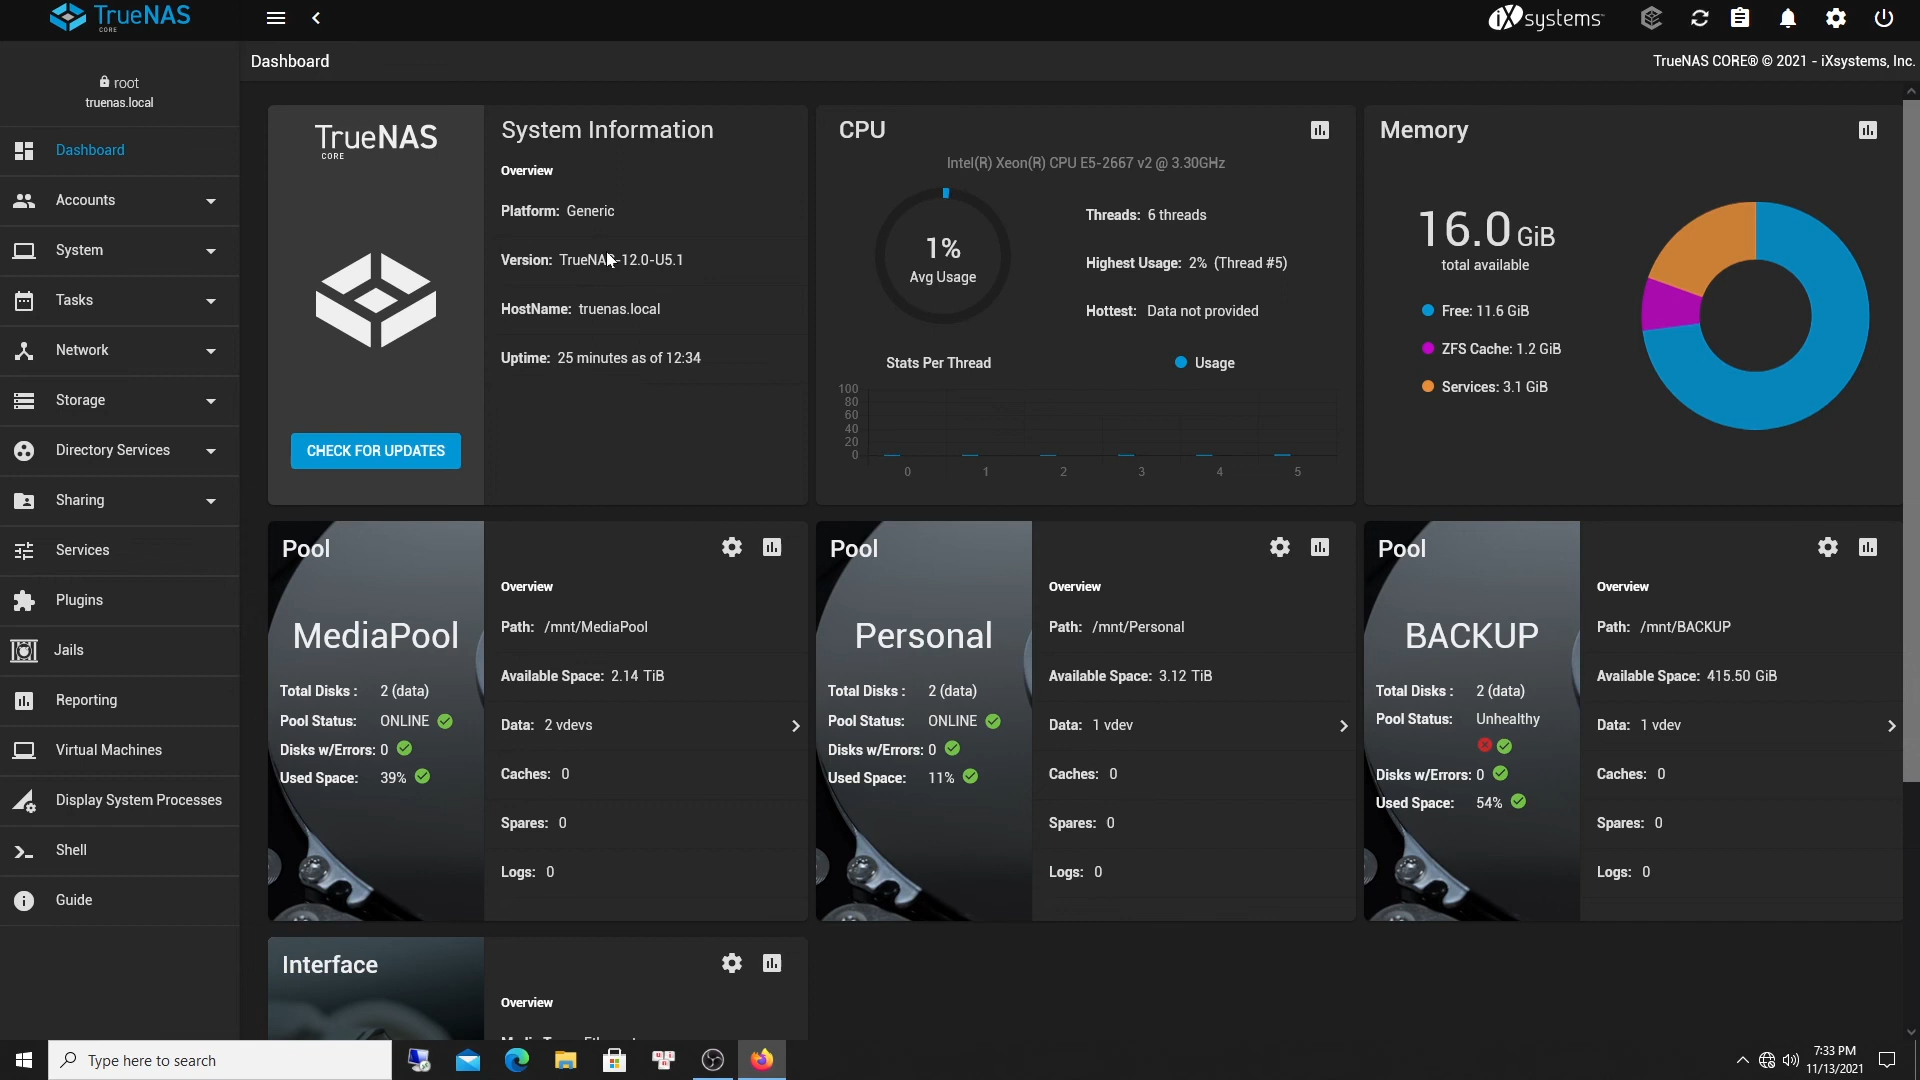 TrueNAS
CORE
iXsystems
Dashboard
TrueNAS CORE® © 2021 - iXsystems, Inc.
root
truenas.local
Dashboard
Accounts
System
Tasks
Network
Storage
Directory Services
Sharing
Services
Plugins
Jails
Reporting
Virtual Machines
Display System Processes
Shell
Guide
TrueNAS
CORE
CHECK FOR UPDATES
System Information
Overview
Platform: Generic
Version: TrueNAS-12.0-U5.1
HostName: truenas.local
Uptime: 25 minutes as of 12:34
CPU
Intel(R) Xeon(R) CPU E5-2667 v2 @ 3.30GHz
1%
Avg Usage
Threads: 6 threads
Highest Usage: 2% (Thread #5)
Hottest: Data not provided
Stats Per Thread
Usage
100
80
60
40
20
0
0 1 2 3 4 5
Memory
16.0 GiB
total available
Free: 11.6 GiB
ZFS Cache: 1.2 GiB
Services: 3.1 GiB
Pool
MediaPool
Total Disks : 2 (data)
Pool Status: ONLINE
Disks w/Errors: 0
Used Space: 39%
Overview
Path: /mnt/MediaPool
Available Space: 2.14 TiB
Data: 2 vdevs
Caches: 0
Spares: 0
Logs: 0
Pool
Personal
Total Disks : 2 (data)
Pool Status: ONLINE
Disks w/Errors: 0
Used Space: 11%
Overview
Path: /mnt/Personal
Available Space: 3.12 TiB
Data: 1 vdev
Caches: 0
Spares: 0
Logs: 0
Pool
BACKUP
Total Disks : 2 (data)
Pool Status: Unhealthy
Disks w/Errors: 0
Used Space: 54%
Overview
Path: /mnt/BACKUP
Available Space: 415.50 GiB
Data: 1 vdev
Caches: 0
Spares: 0
Logs: 0
Interface
Overview
Type here to search
7:33 PM
11/13/2021